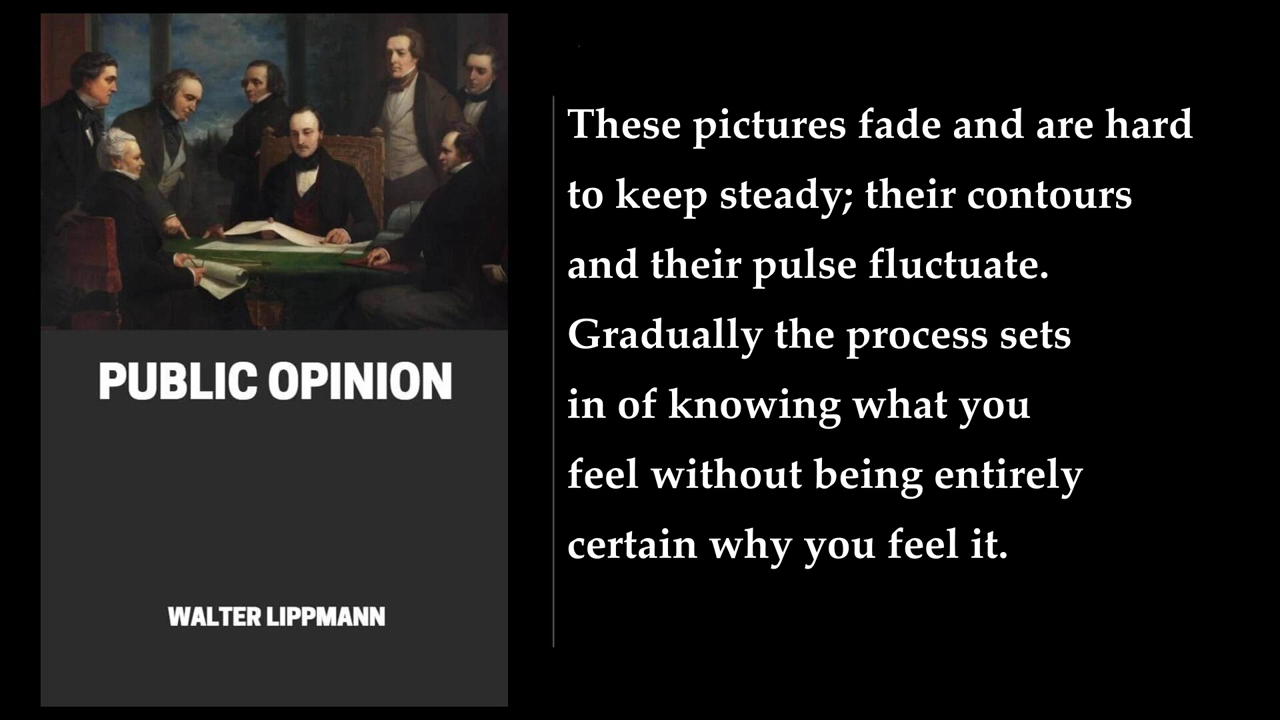 PUBLIC OPINION
WALTER LIPPMANN
These pictures fade and are hard
to keep steady; their contours
and their pulse fluctuate.
Gradually the process sets
in of knowing what you
feel without being entirely
certain why you feel it.